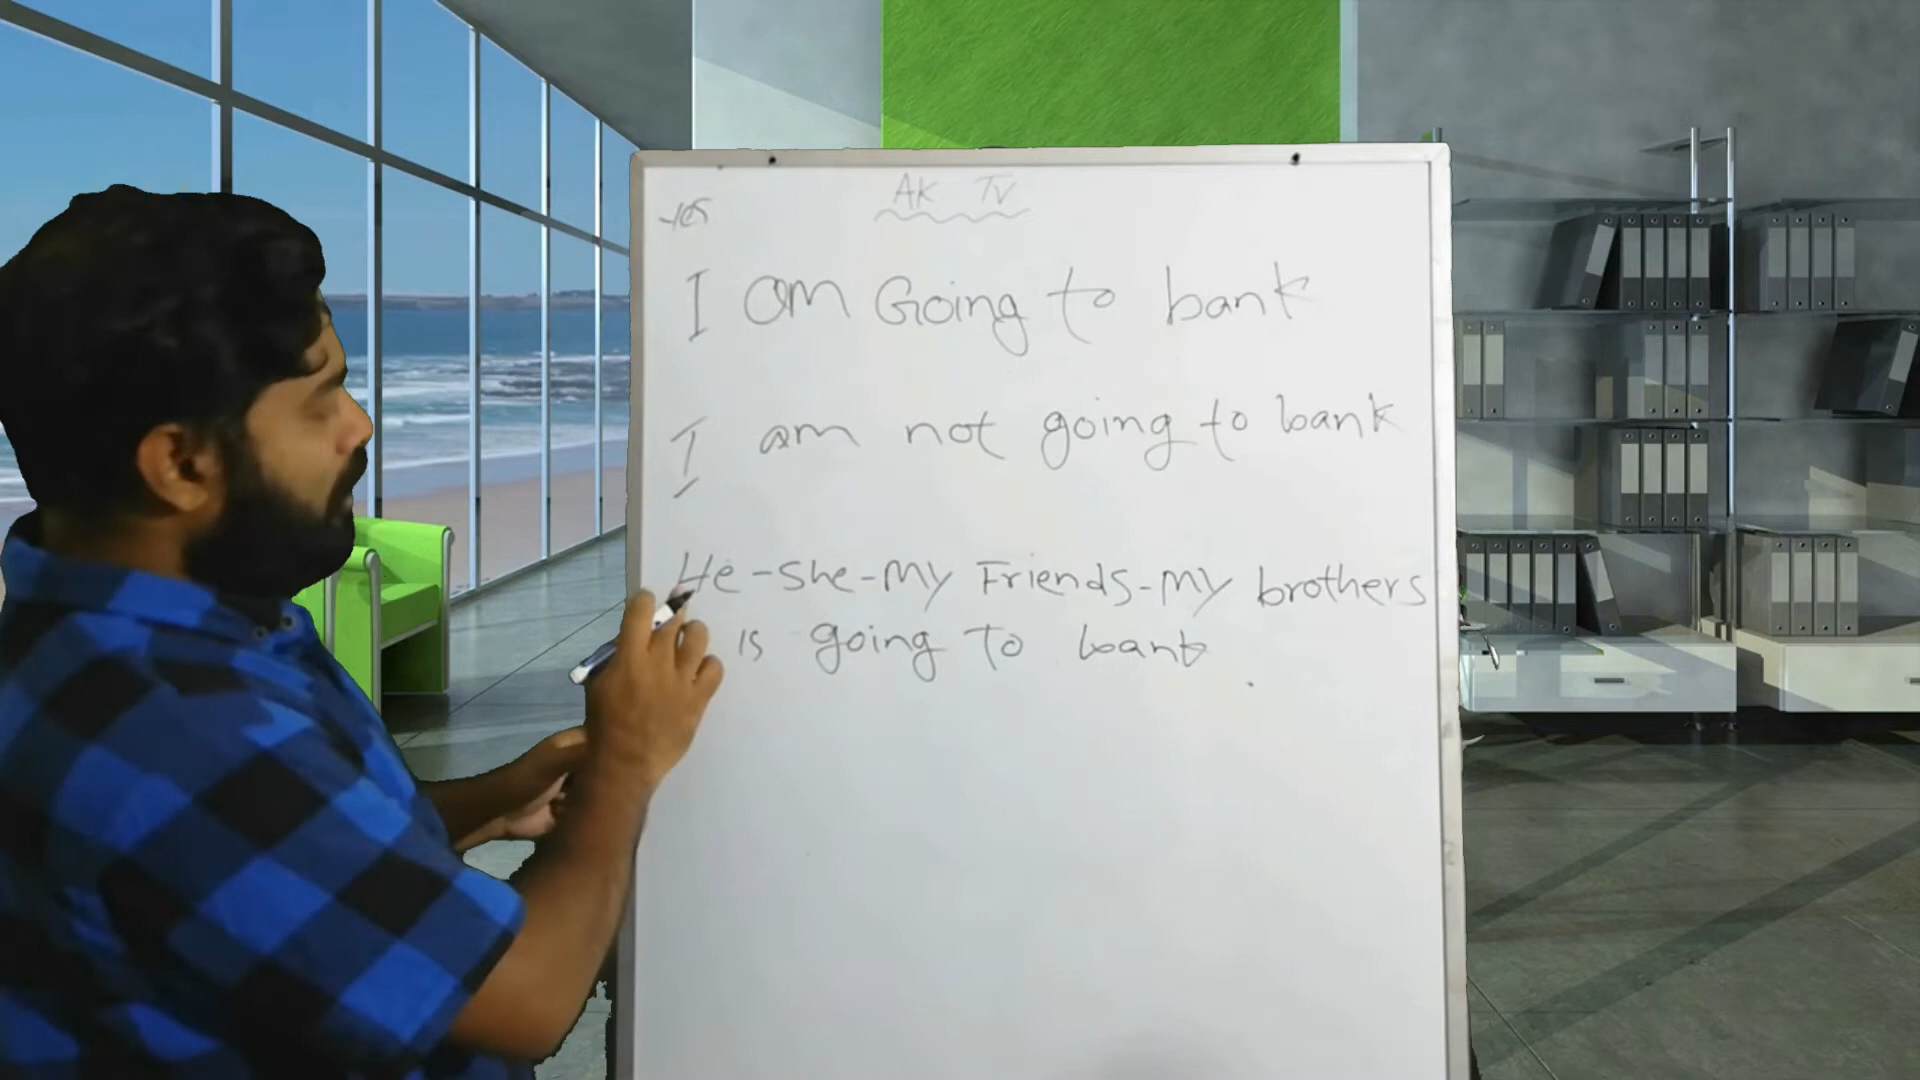 AK TV
yes
I am Going to bank
I am not going to bank
He-She-My Friends-My brothers
is going to bank